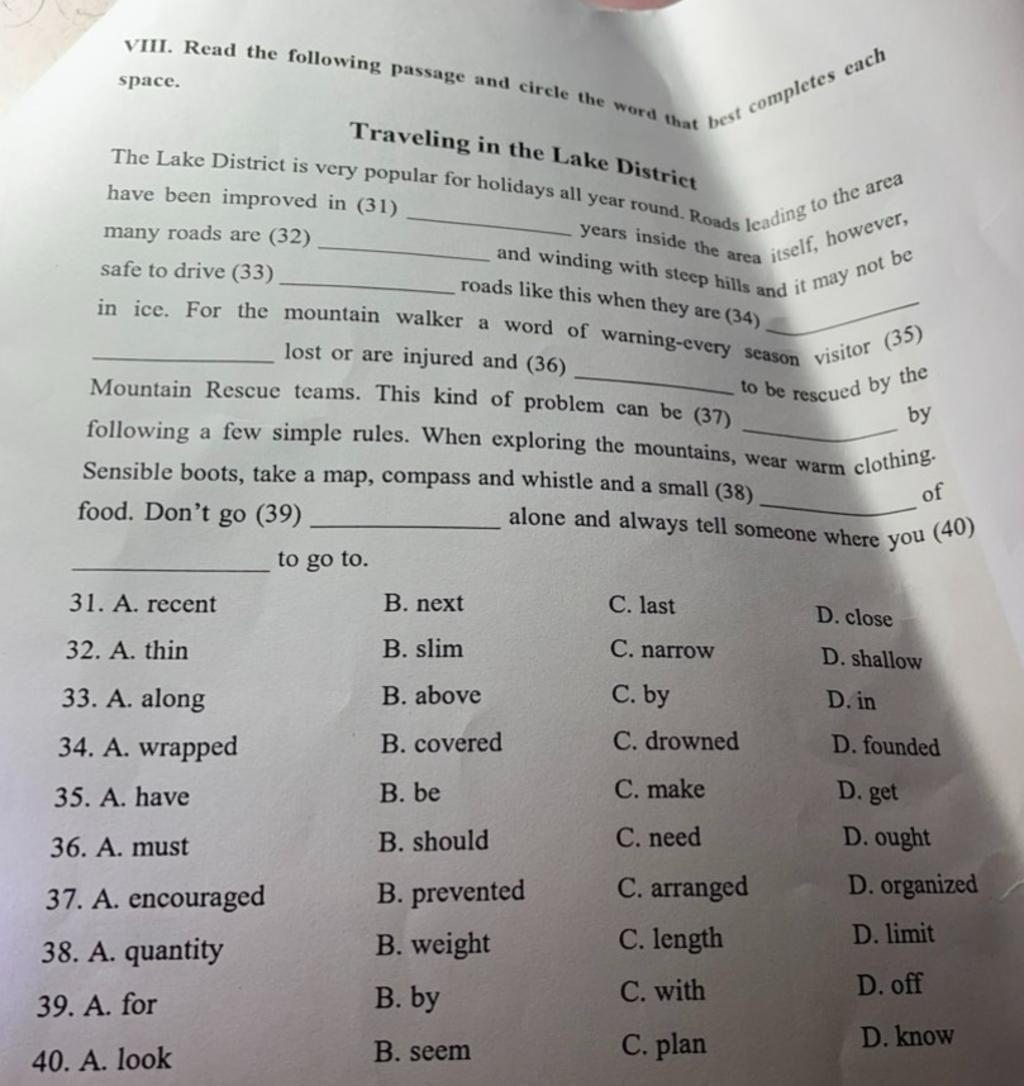 VIII. Read the following passage and circle the word that best completes each
space.
Traveling in the Lake District
The Lake District is very popular for holidays all year round. Roads leading to the area
have been improved in (31) ____________ years inside the area itself, however,
many roads are (32) ____________ and winding with steep hills and it may not be
safe to drive (33) ____________ roads like this when they are (34) ____________
in ice. For the mountain walker a word of warning-every season visitor (35)
____________ lost or are injured and (36) ____________ to be rescued by the
Mountain Rescue teams. This kind of problem can be (37) ____________ by
following a few simple rules. When exploring the mountains, wear warm clothing.
Sensible boots, take a map, compass and whistle and a small (38) ____________ of
food. Don't go (39) ____________ alone and always tell someone where you (40)
____________ to go to.
31. A. recent B. next C. last D. close
32. A. thin B. slim C. narrow D. shallow
33. A. along B. above C. by D. in
34. A. wrapped B. covered C. drowned D. founded
35. A. have B. be C. make D. get
36. A. must B. should C. need D. ought
37. A. encouraged B. prevented C. arranged D. organized
38. A. quantity B. weight C. length D. limit
39. A. for B. by C. with D. off
40. A. look B. seem C. plan D. know